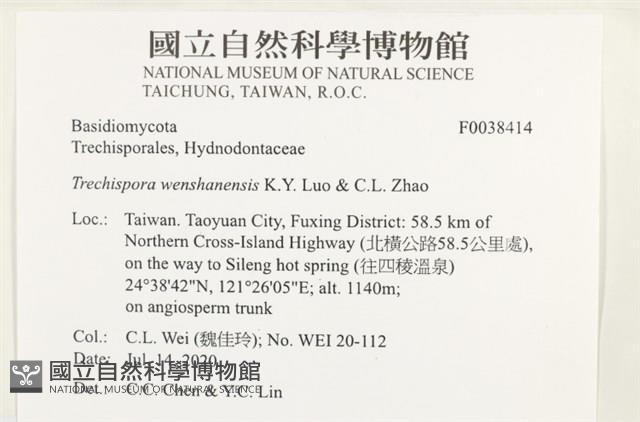 國立自然科學博物館
NATIONAL MUSEUM OF NATURAL SCIENCE
TAICHUNG, TAIWAN, R.O.C.
Basidiomycota F0038414
Trechisporales, Hydnodontaceae
Trechispora wenshanensis K.Y. Luo & C.L. Zhao
Loc.: Taiwan. Taoyuan City, Fuxing District: 58.5 km of
Northern Cross-Island Highway (北橫公路58.5公里處),
on the way to Sileng hot spring (往四稜溫泉)
24°38'42"N, 121°26'05"E; alt. 1140m;
on angiosperm trunk
Col.: C.L. Wei (魏佳玲); No. WEI 20-112
Date: Jul. 14, 2020
國立自然科學博物館
NATIONAL MUSEUM OF NATURAL SCIENCE
Det. C.C. Chen & Y.C. Lin